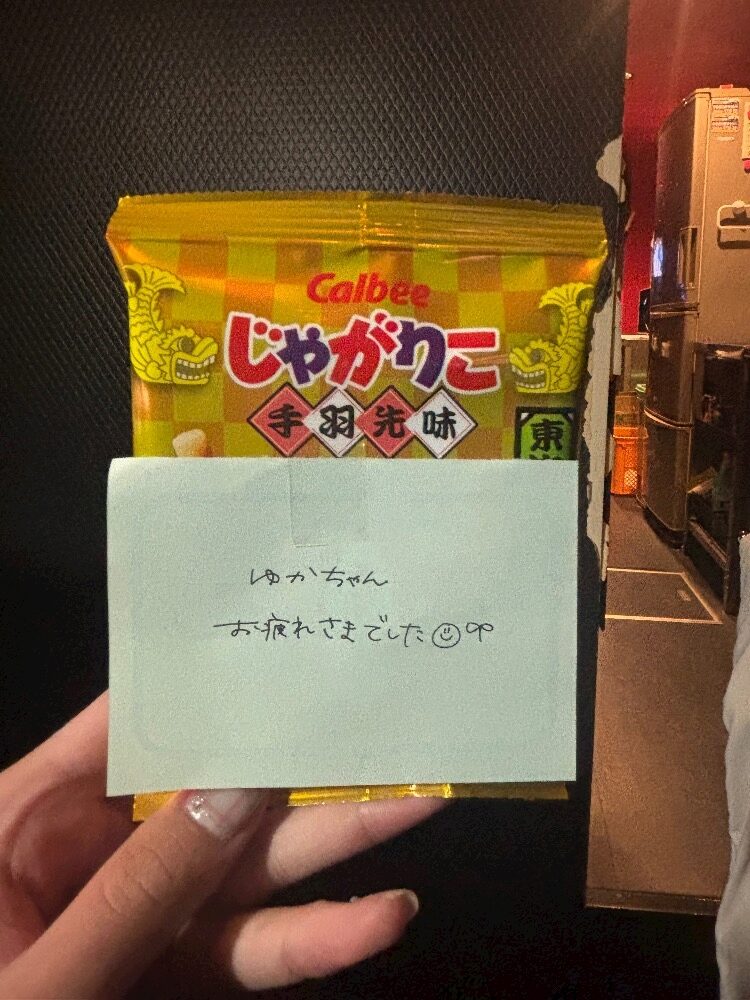 Calbee
じゃがりこ
手羽先味
東
ゆかちゃん
お疲れさまでした